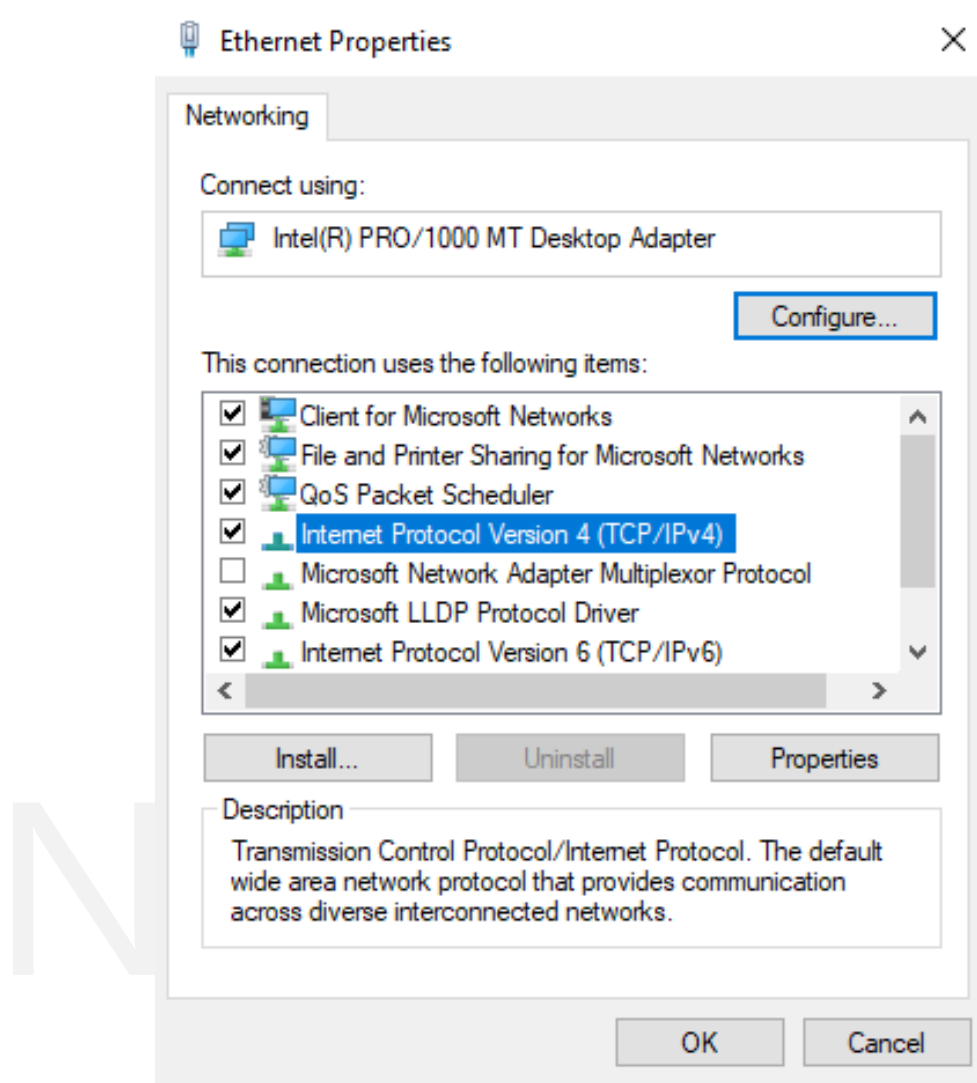 Ethernet Properties
Networking
Connect using:
Intel(R) PRO/1000 MT Desktop Adapter
Configure...
This connection uses the following items:
Client for Microsoft Networks
File and Printer Sharing for Microsoft Networks
QoS Packet Scheduler
Internet Protocol Version 4 (TCP/IPv4)
Microsoft Network Adapter Multiplexor Protocol
Microsoft LLDP Protocol Driver
Internet Protocol Version 6 (TCP/IPv6)
Install... Uninstall Properties
Description
Transmission Control Protocol/Internet Protocol. The default
wide area network protocol that provides communication
across diverse interconnected networks.
N
OK Cancel